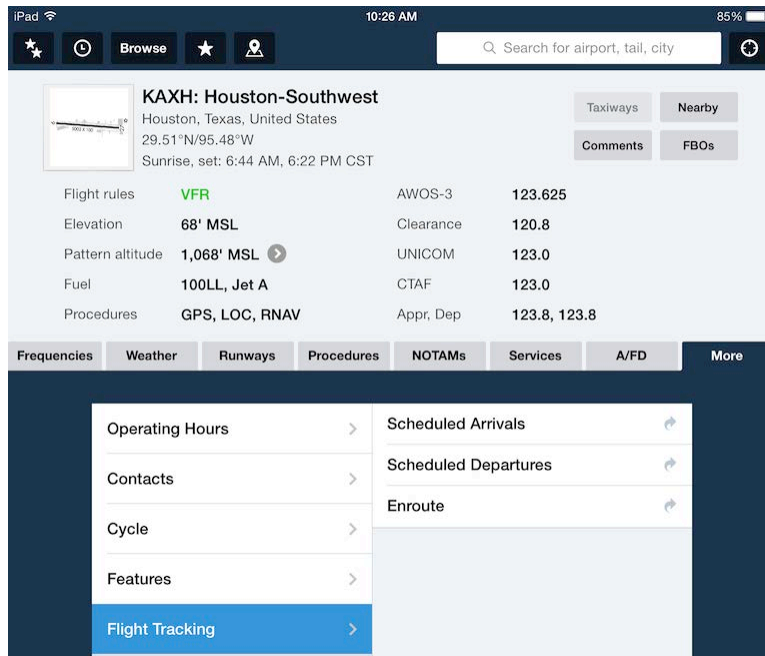 iPad 10:26 AM 85%
Browse Search for airport, tail, city
KAXH: Houston-Southwest
Houston, Texas, United States
29.51°N/95.48°W
Sunrise, set: 6:44 AM, 6:22 PM CST
Taxiways Nearby
Comments FBOs
Flight rules VFR AWOS-3 123.625
Elevation 68' MSL Clearance 120.8
Pattern altitude 1,068' MSL UNICOM 123.0
Fuel 100LL, Jet A CTAF 123.0
Procedures GPS, LOC, RNAV Appr, Dep 123.8, 123.8
Frequencies Weather Runways Procedures NOTAMs Services A/FD More
Operating Hours
Contacts
Cycle
Features
Flight Tracking
Scheduled Arrivals
Scheduled Departures
Enroute